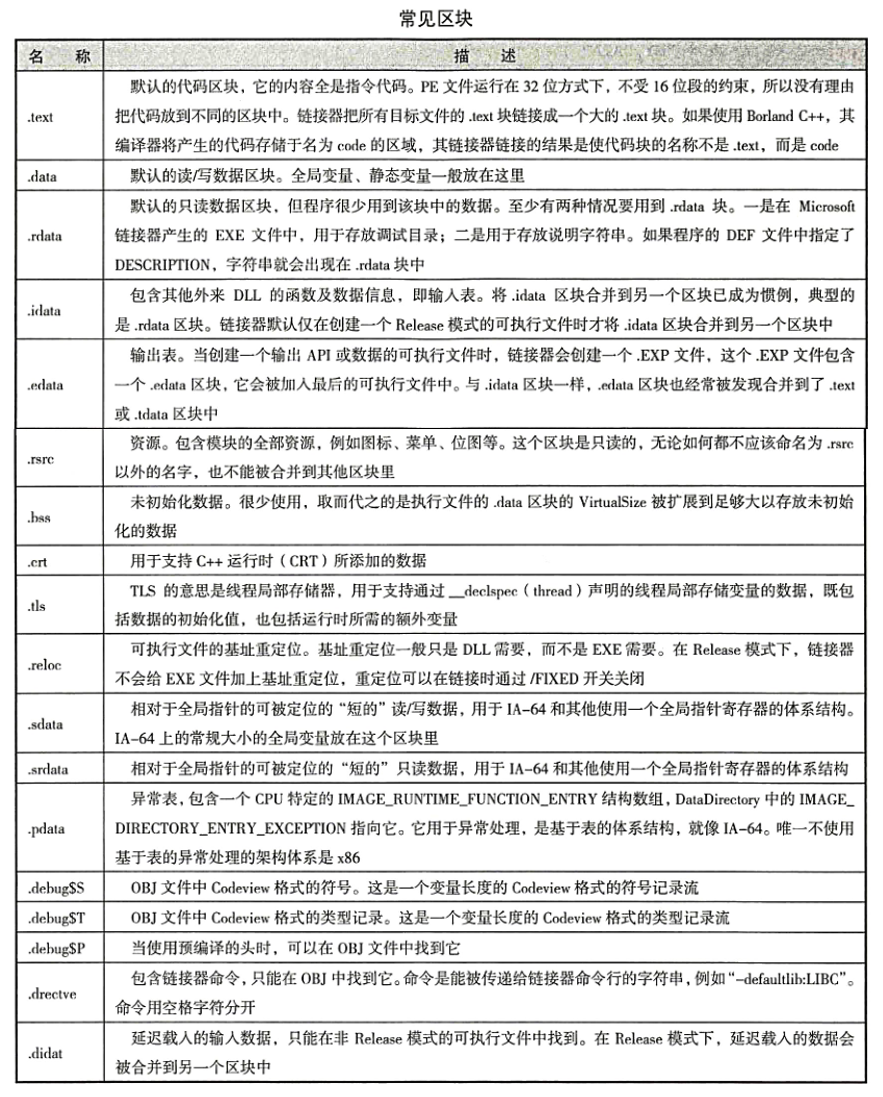 常见区块
名 称 描 述
.text
默认的代码区块，它的内容全是指令代码。PE 文件运行在 32 位方式下，不受 16 位段的约束，所以没有理由
把代码放到不同的区块中。链接器把所有目标文件的 .text 块链接成一个大的 .text 块。如果使用 Borland C++，其
编译器将产生的代码存储于名为 code 的区域，其链接器链接的结果是使代码块的名称不是 .text，而是 code
.data
默认的读/写数据区块。全局变量、静态变量一般放在这里
.rdata
默认的只读数据区块，但程序很少用到该块中的数据。至少有两种情况要用到 .rdata 块。一是在 Microsoft
链接器产生的 EXE 文件中，用于存放调试目录；二是用于存放说明字符串。如果程序的 DEF 文件中指定了
DESCRIPTION，字符串就会出现在 .rdata 块中
.idata
包含其他外来 DLL 的函数及数据信息，即输入表。将 .idata 区块合并到另一个区块已成为惯例，典型的
是 .rdata 区块。链接器默认仅在创建一个 Release 模式的可执行文件时才将 .idata 区块合并到另一个区块中
.edata
输出表。当创建一个输出 API 或数据的可执行文件时，链接器会创建一个 .EXP 文件，这个 .EXP 文件包含
一个 .edata 区块，它会被加入最后的可执行文件中。与 .idata 区块一样，.edata 区块也经常被发现合并到了 .text
或 .tdata 区块中
.rsrc
资源。包含模块的全部资源，例如图标、菜单、位图等。这个区块是只读的，无论如何都不应该命名为 .rsrc
以外的名字，也不能被合并到其他区块里
.bss
未初始化数据。很少使用，取而代之的是执行文件的 .data 区块的 VirtualSize 被扩展到足够大以存放未初始
化的数据
.crt
用于支持 C++ 运行时（CRT）所添加的数据
.tls
TLS 的意思是线程局部存储器，用于支持通过 __declspec（thread）声明的线程局部存储变量的数据，既包
括数据的初始化值，也包括运行时所需的额外变量
.reloc
可执行文件的基址重定位。基址重定位一般只是 DLL 需要，而不是 EXE 需要。在 Release 模式下，链接器
不会给 EXE 文件加上基址重定位，重定位可以在链接时通过 /FIXED 开关关闭
.sdata
相对于全局指针的可被定位的“短的”读/写数据，用于 IA-64 和其他使用一个全局指针寄存器的体系结构。
IA-64 上的常规大小的全局变量放在这个区块里
.srdata
相对于全局指针的可被定位的“短的”只读数据，用于 IA-64 和其他使用一个全局指针寄存器的体系结构
.pdata
异常表，包含一个 CPU 特定的 IMAGE_RUNTIME_FUNCTION_ENTRY 结构数组，DataDirectory 中的 IMAGE_
DIRECTORY_ENTRY_EXCEPTION 指向它。它用于异常处理，是基于表的体系结构，就像 IA-64。唯一不使用
基于表的异常处理的架构体系是 x86
.debug$S
OBJ 文件中 Codeview 格式的符号。这是一个变量长度的 Codeview 格式的符号记录流
.debug$T
OBJ 文件中 Codeview 格式的类型记录。这是一个变量长度的 Codeview 格式的类型记录流
.debug$P
当使用预编译的头时，可以在 OBJ 文件中找到它
.drectve
包含链接器命令，只能在 OBJ 中找到它。命令是能被传递给链接器命令行的字符串，例如“-defaultlib:LIBC”。
命令用空格字符分开
.didat
延迟载入的输入数据，只能在非 Release 模式的可执行文件中找到。在 Release 模式下，延迟载入的数据会
被合并到另一个区块中